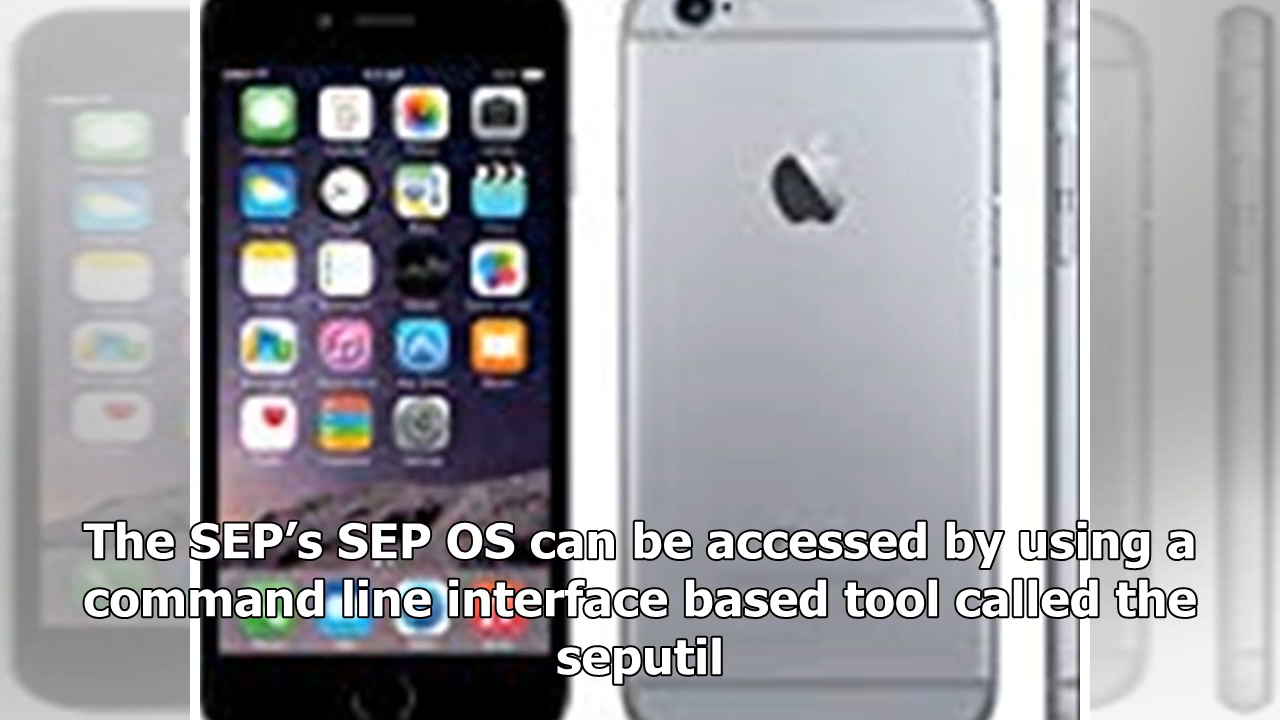 The SEP’s SEP OS can be accessed by using a
command line interface based tool called the
seputil